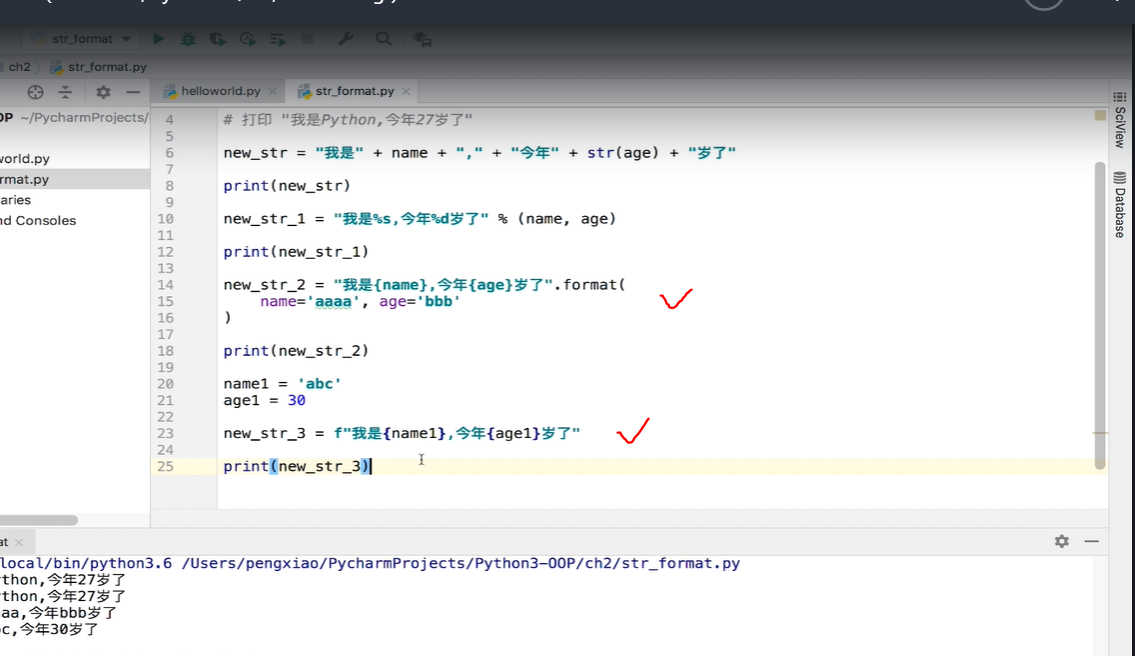 str_format
ch2 str_format.py
helloworld.py str_format.py
OP ~/PycharmProjects/
world.py
rmat.py
raries
nd Consoles
4 # 打印 "我是Python,今年27岁了"
5
6 new_str = "我是" + name + "," + "今年" + str(age) + "岁了"
7
8 print(new_str)
9
10 new_str_1 = "我是%s,今年%d岁了" % (name, age)
11
12 print(new_str_1)
13
14 new_str_2 = "我是{name},今年{age}岁了".format(
15 name='aaaa', age='bbb'
16 )
17
18 print(new_str_2)
19
20 name1 = 'abc'
21 age1 = 30
22
23 new_str_3 = f"我是{name1},今年{age1}岁了"
24
25 print(new_str_3)
SciView
Database
at
local/bin/python3.6 /Users/pengxiao/PycharmProjects/Python3-OOP/ch2/str_format.py
thon,今年27岁了
thon,今年27岁了
aa,今年bbb岁了
c,今年30岁了